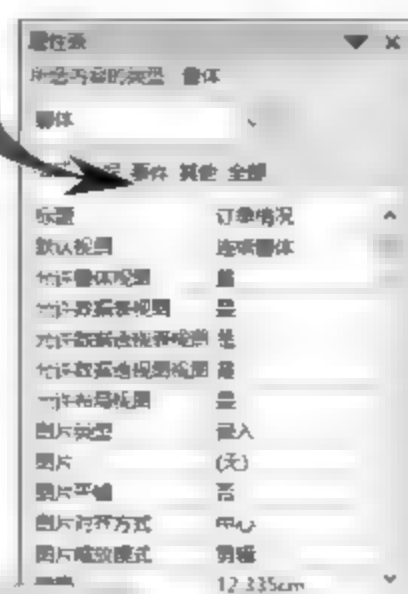 属性表
所选内容的类型: 窗体
窗体
数据 事件 其他 全部
标题 订单情况
默认视图 连续窗体
允许窗体视图 是
允许数据表视图 是
允许数据透视表视图 是
允许数据透视图视图 是
允许布局视图 是
图片类型 嵌入
图片 (无)
图片平铺 否
图片对齐方式 中心
图片缩放模式 剪辑
12.335cm